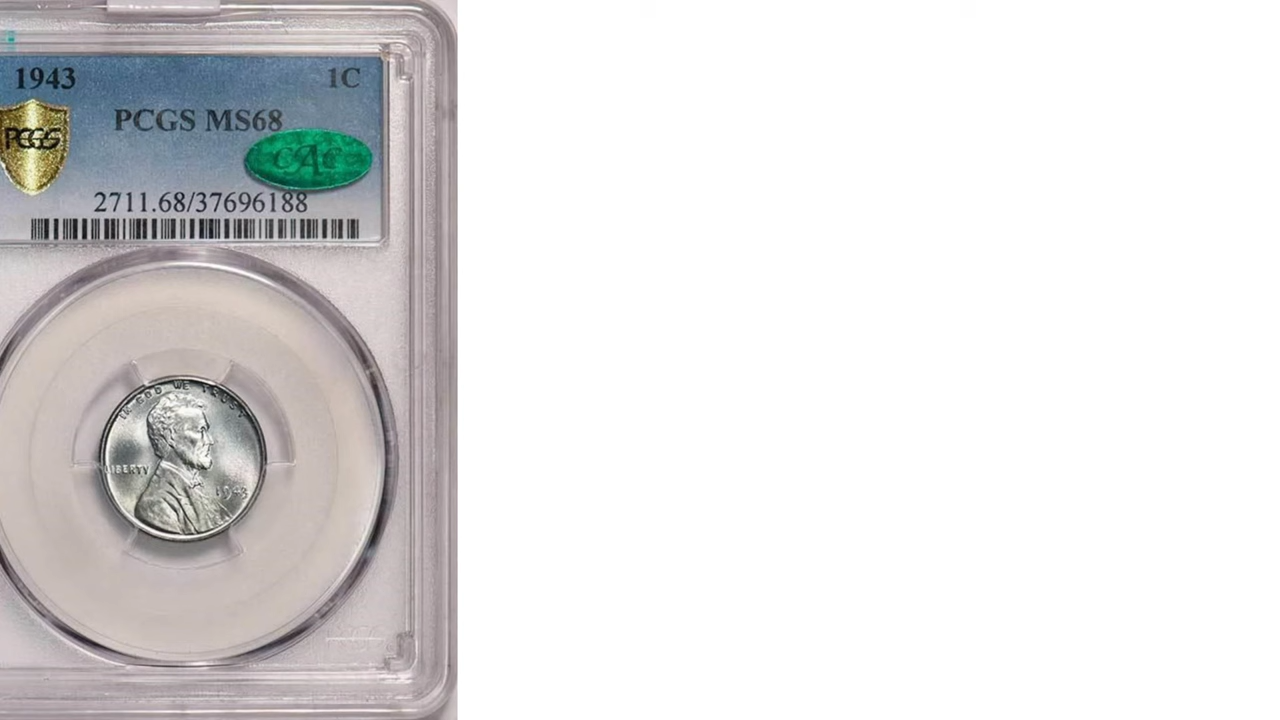 1943 1C
PCGS MS68
PCGS
CAC
2711.68/37696188
IN GOD WE TRUST
LIBERTY
1943